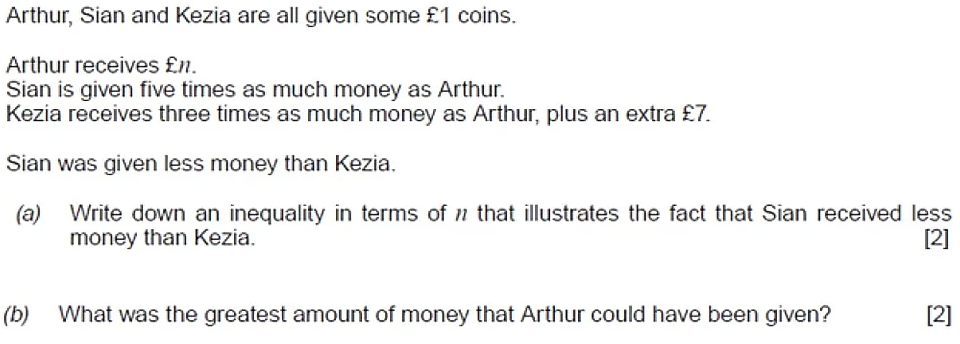 Arthur, Sian and Kezia are all given some £1 coins.
Arthur receives £n.
Sian is given five times as much money as Arthur.
Kezia receives three times as much money as Arthur, plus an extra £7.
Sian was given less money than Kezia.
(a) Write down an inequality in terms of n that illustrates the fact that Sian received less
money than Kezia. [2]
(b) What was the greatest amount of money that Arthur could have been given? [2]